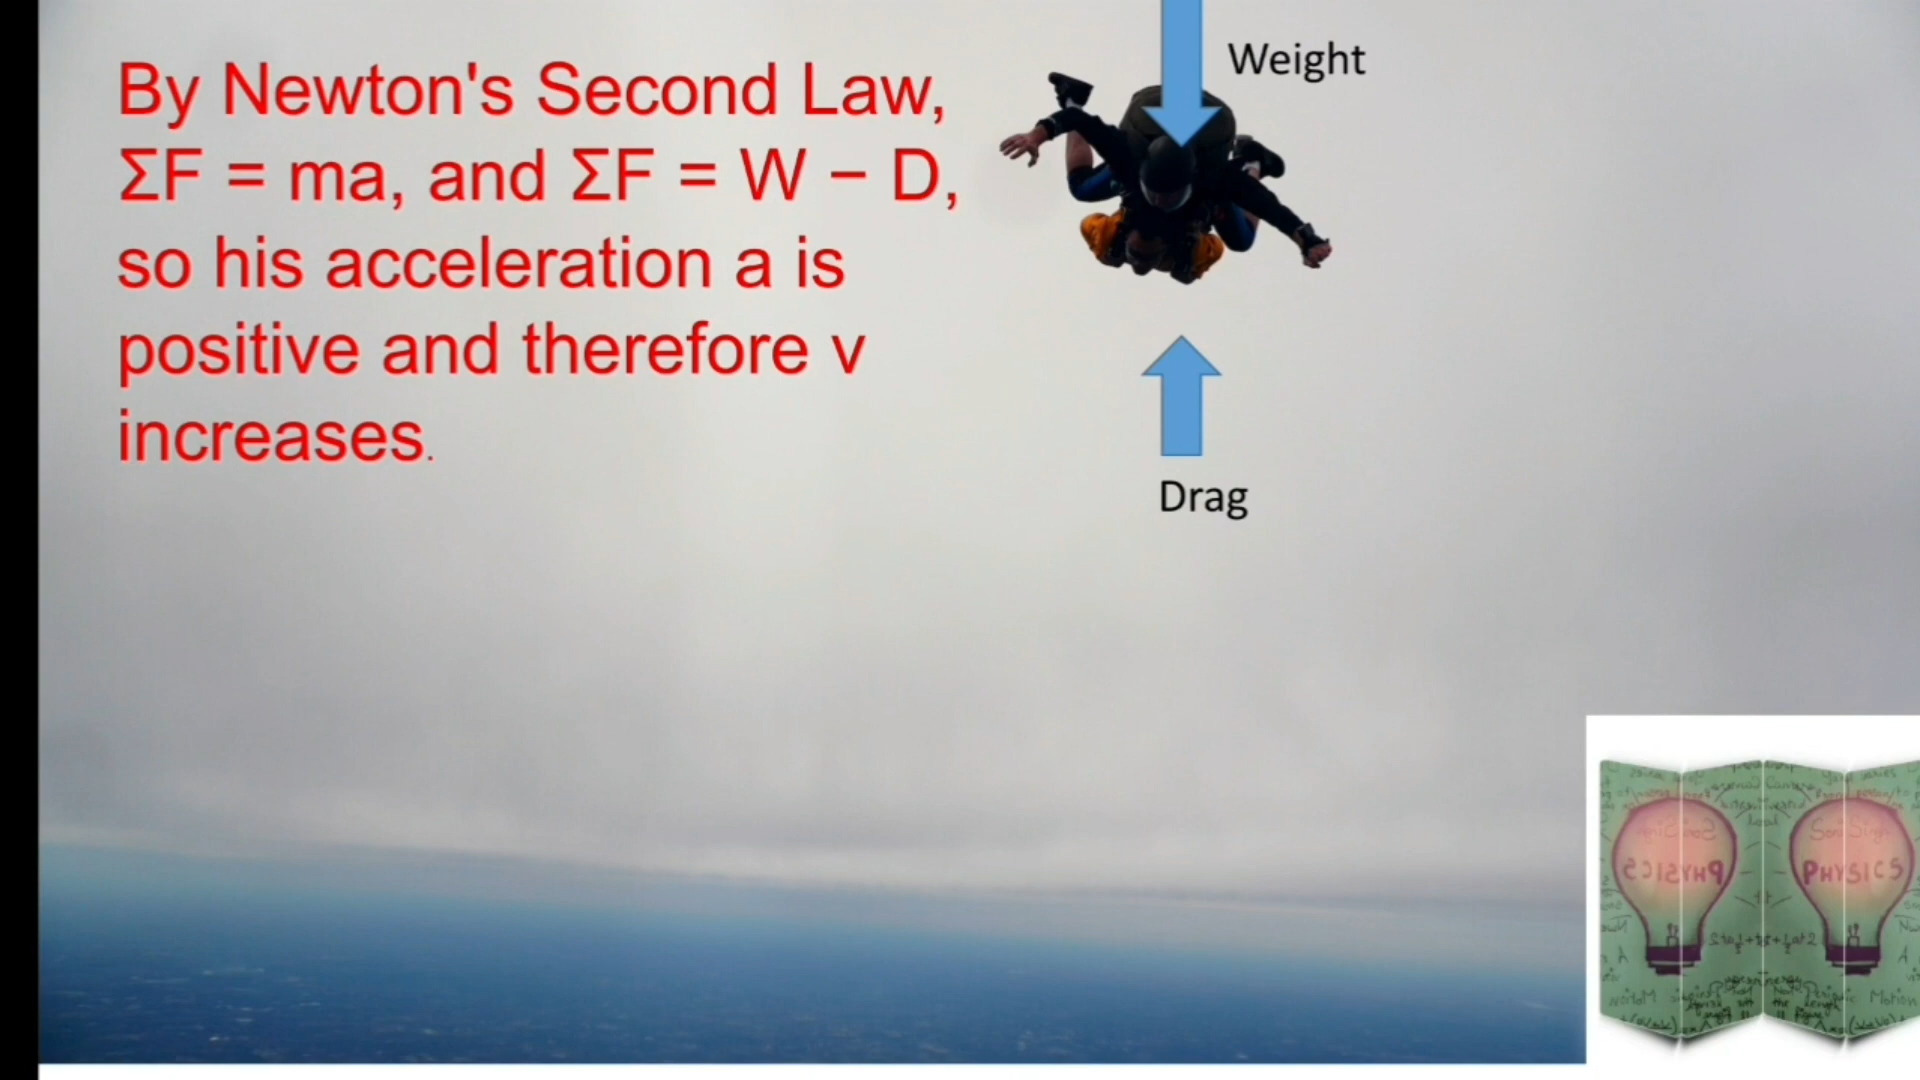 By Newton's Second Law,
ΣF = ma, and ΣF = W − D,
so his acceleration a is
positive and therefore v
increases.
Weight
Drag
PHYSICS